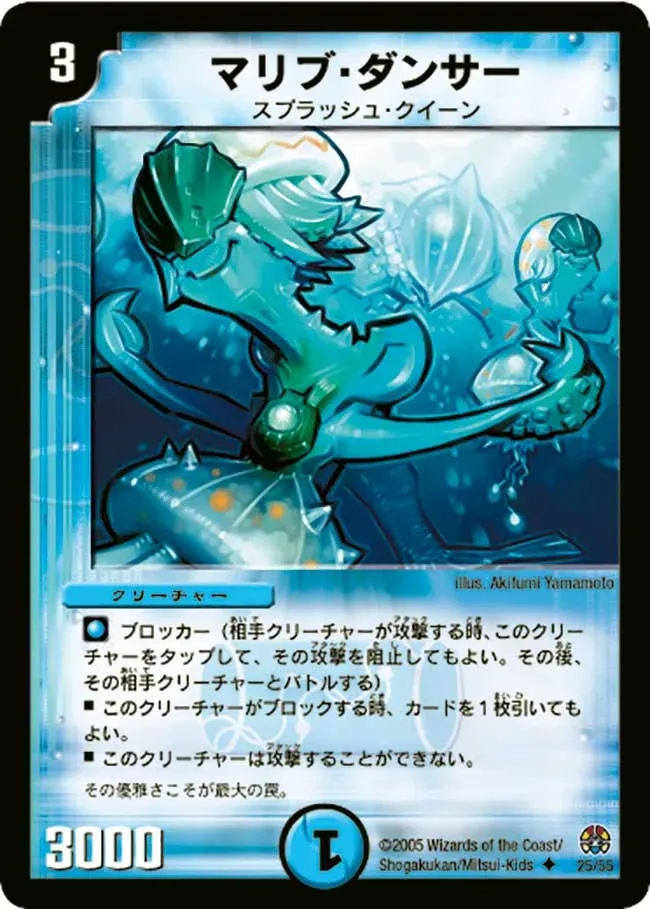 3
マリブ・ダンサー
スプラッシュ・クイーン
illus. Akifumi Yamamoto
クリーチャー
ブロッカー（相手クリーチャーが攻撃する時、このクリー
チャーをタップして、その攻撃を阻止してもよい。その後、
その相手クリーチャーとバトルする）
■ このクリーチャーがブロックする時、カードを1枚引いても
よい。
■ このクリーチャーは攻撃することができない。
その優雅さこそが最大の罠。
3000
1
©2005 Wizards of the Coast/
Shogakukan/Mitsui-Kids
25/55